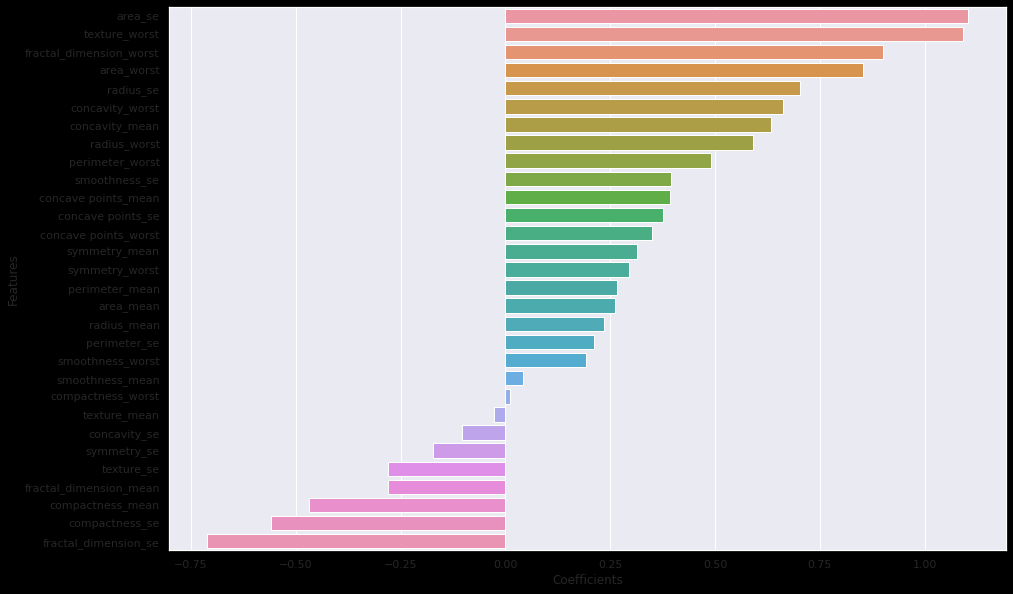 area_se
texture_worst
fractal_dimension_worst
area_worst
radius_se
concavity_worst
concavity_mean
radius_worst
perimeter_worst
smoothness_se
concave points_mean
concave points_se
concave points_worst
symmetry_mean
symmetry_worst
perimeter_mean
area_mean
radius_mean
perimeter_se
smoothness_worst
smoothness_mean
compactness_worst
texture_mean
concavity_se
symmetry_se
texture_se
fractal_dimension_mean
compactness_mean
compactness_se
fractal_dimension_se
Features
−0.75 −0.50 −0.25 0.00 0.25 0.50 0.75 1.00
Coefficients